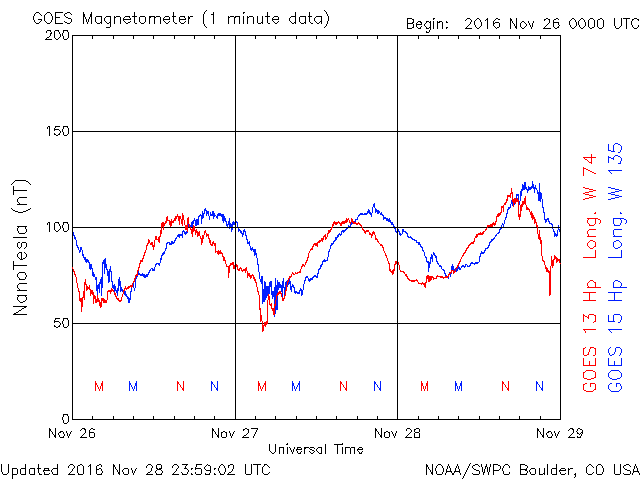 GOES Magnetometer (1 minute data)
Begin: 2016 Nov 26 0000 UTC
200
150
100
50
0
NanoTesla (nT)
M M N N M M N N M M N N
Nov 26 Nov 27 Nov 28 Nov 29
Universal Time
GOES 13 Hp Long. W 74
GOES 15 Hp Long. W 135
Updated 2016 Nov 28 23:59:02 UTC
NOAA/SWPC Boulder, CO USA